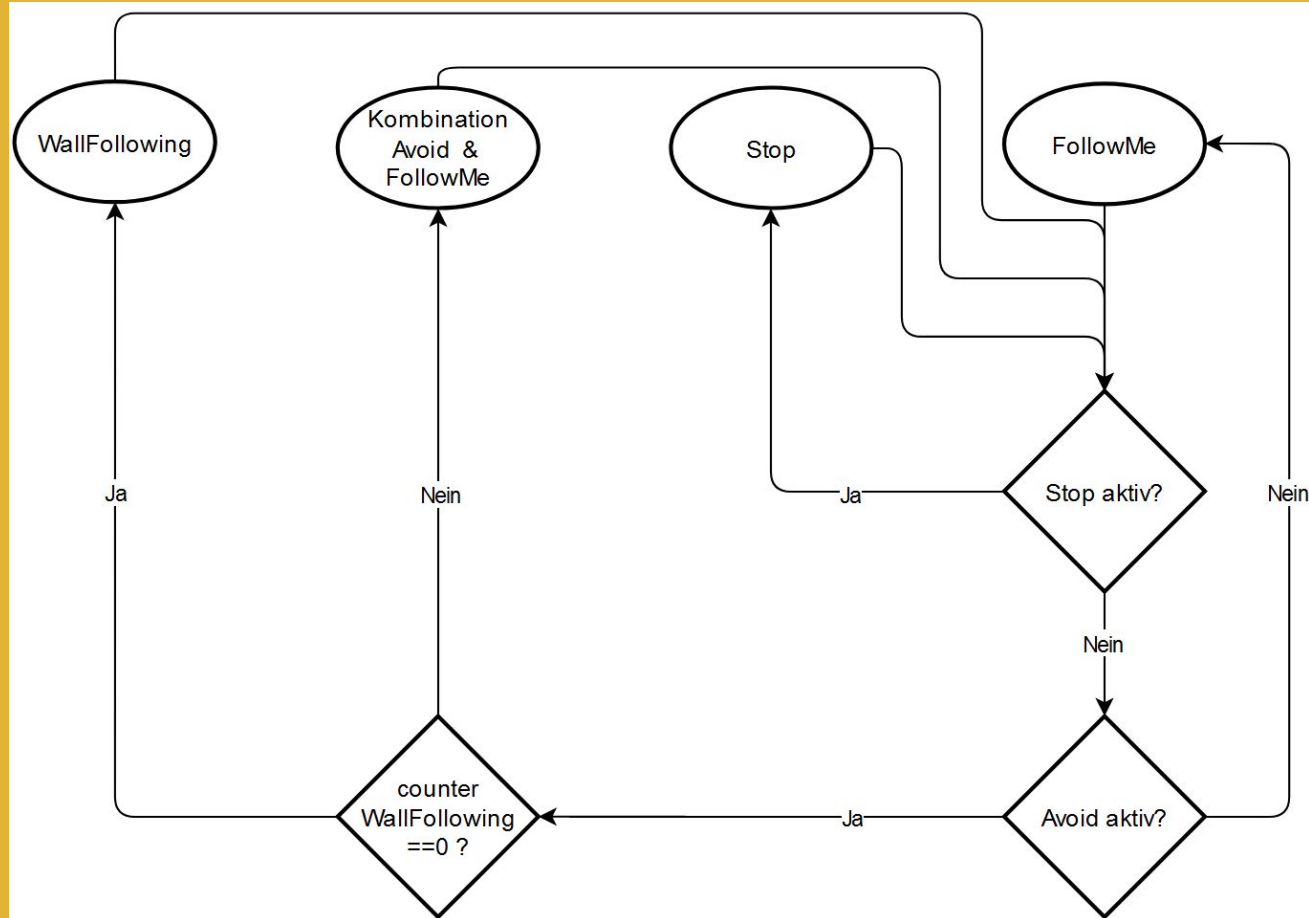 WallFollowing
Kombination
Avoid &
FollowMe
Stop
FollowMe
Ja
Nein
Ja
Stop aktiv?
Nein
Nein
counter
WallFollowing
==0 ?
Ja
Avoid aktiv?